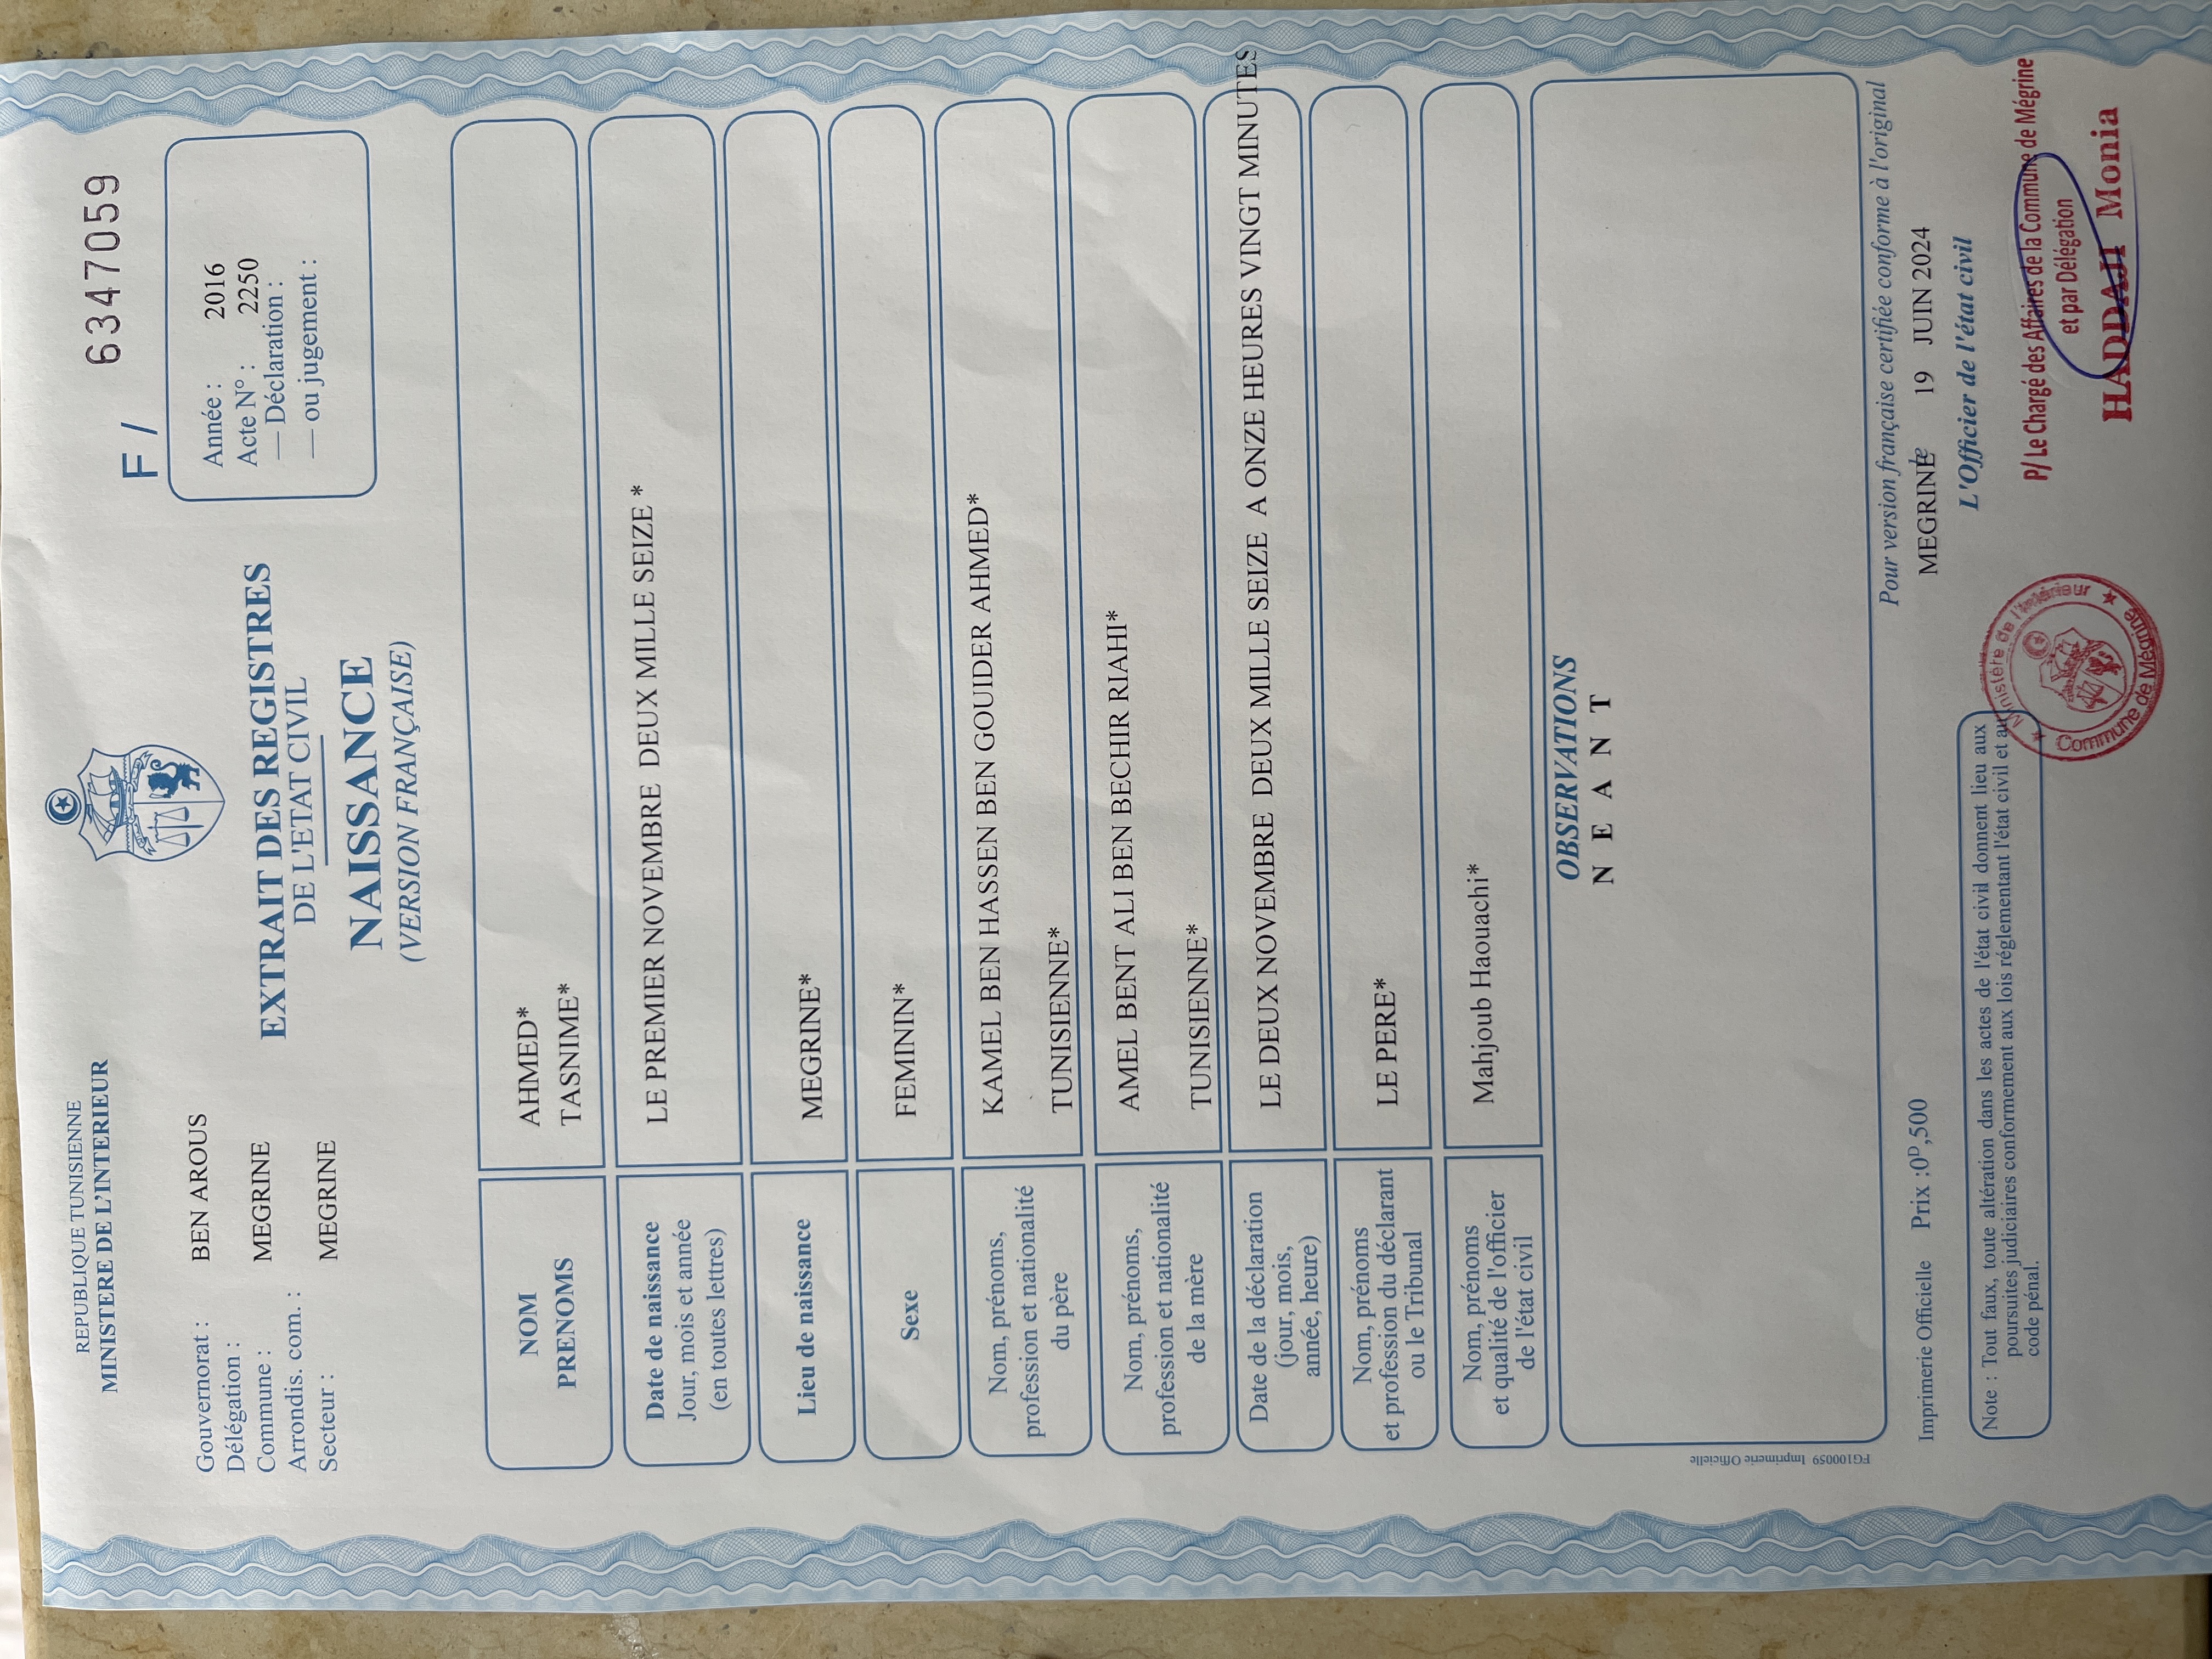 REPUBLIQUE TUNISIENNE
MINISTERE DE L'INTERIEUR
F / 6347059
Gouvernorat : BEN AROUS
Délégation :
Commune : MEGRINE
Arrondis. com. :
Secteur : MEGRINE
EXTRAIT DES REGISTRES
DE L'ETAT CIVIL
NAISSANCE
(VERSION FRANÇAISE)
Année : 2016
Acte N° : 2250
— Déclaration :
— ou jugement :
NOM AHMED*
PRENOMS TASNIME*
Date de naissance
Jour, mois et année
(en toutes lettres)
LE PREMIER NOVEMBRE DEUX MILLE SEIZE *
Lieu de naissance MEGRINE*
Sexe FEMININ*
Nom, prénoms,
profession et nationalité
du père
KAMEL BEN HASSEN BEN GOUIDER AHMED*
TUNISIENNE*
Nom, prénoms,
profession et nationalité
de la mère
AMEL BENT ALI BEN BECHIR RIAHI*
TUNISIENNE*
Date de la déclaration
(jour, mois,
année, heure)
LE DEUX NOVEMBRE DEUX MILLE SEIZE A ONZE HEURES VINGT MINUTES
Nom, prénoms
et profession du déclarant
ou le Tribunal
LE PERE*
Nom, prénoms
et qualité de l'officier
de l'état civil
Mahjoub Haouachi*
OBSERVATIONS
N E A N T
FG100059 Imprimerie Officielle
Imprimerie Officielle Prix :0ᴰ,500
Pour version française certifiée conforme à l'original
MEGRINE le 19 JUIN 2024
L'Officier de l'état civil
Note : Tout faux, toute altération dans les actes de l'état civil donnent lieu aux
poursuites judiciaires conformement aux lois réglementant l'état civil et au
code pénal.
Ministère de l'Intérieur
Commune de Mégrine
P/ Le Chargé des Affaires de la Commune de Mégrine
et par Délégation
HADDAJI Monia